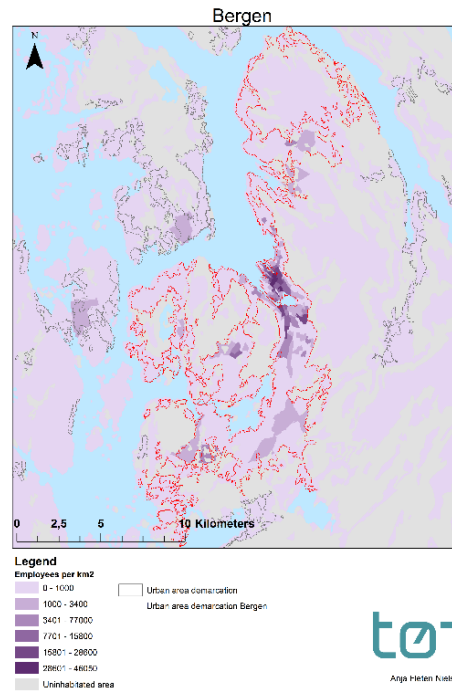 Bergen
N
0 2,5 5 10 Kilometers
Legend
Employees per km2
0 - 1000
1000 - 3400
3401 - 77000
7701 - 15800
15801 - 28600
28601 - 46050
Uninhabitated area
Urban area demarcation
Urban area demarcation Bergen
Anja Fleten Niels